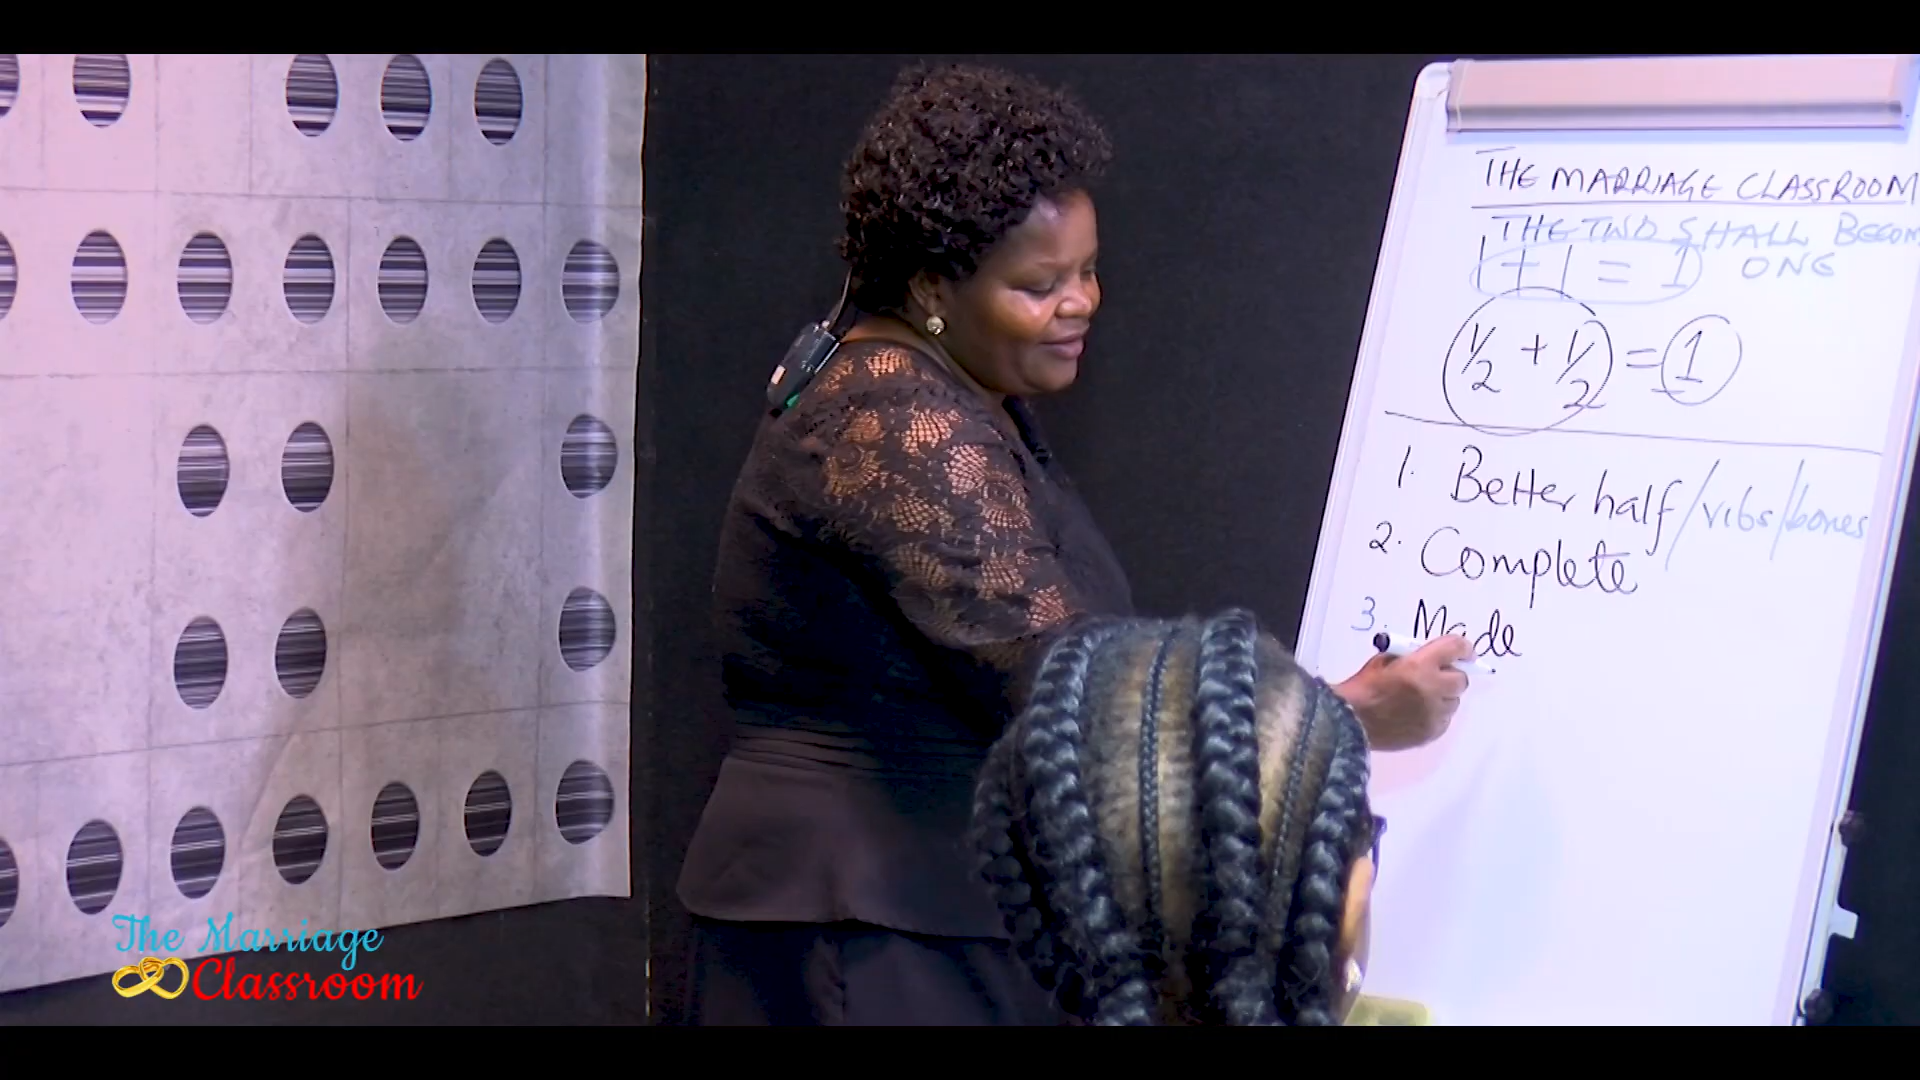 THE MARRIAGE CLASSROOM
THE TWO SHALL BECOM
1 + 1 = 1 ONE
1/2 + 1/2 = 1
1. Better half/ribs/bones
2. Complete
3. Made
The Marriage
Classroom